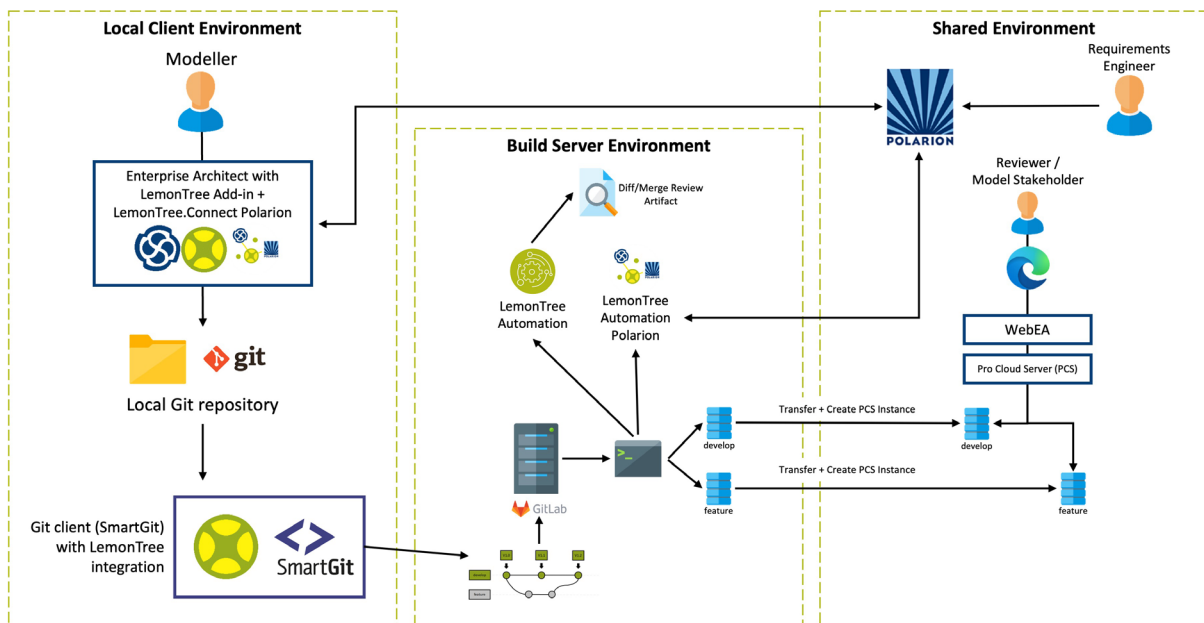 Local Client Environment
Modeller
Enterprise Architect with
LemonTree Add-in +
LemonTree.Connect Polarion
git
Local Git repository
Git client (SmartGit)
with LemonTree
integration
SmartGit
Build Server Environment
Diff/Merge Review
Artifact
LemonTree
Automation
LemonTree
Automation
Polarion
>_
GitLab
develop
feature
Transfer + Create PCS Instance
Transfer + Create PCS Instance
Shared Environment
Requirements
Engineer
POLARION
Reviewer /
Model Stakeholder
WebEA
Pro Cloud Server (PCS)
develop
feature